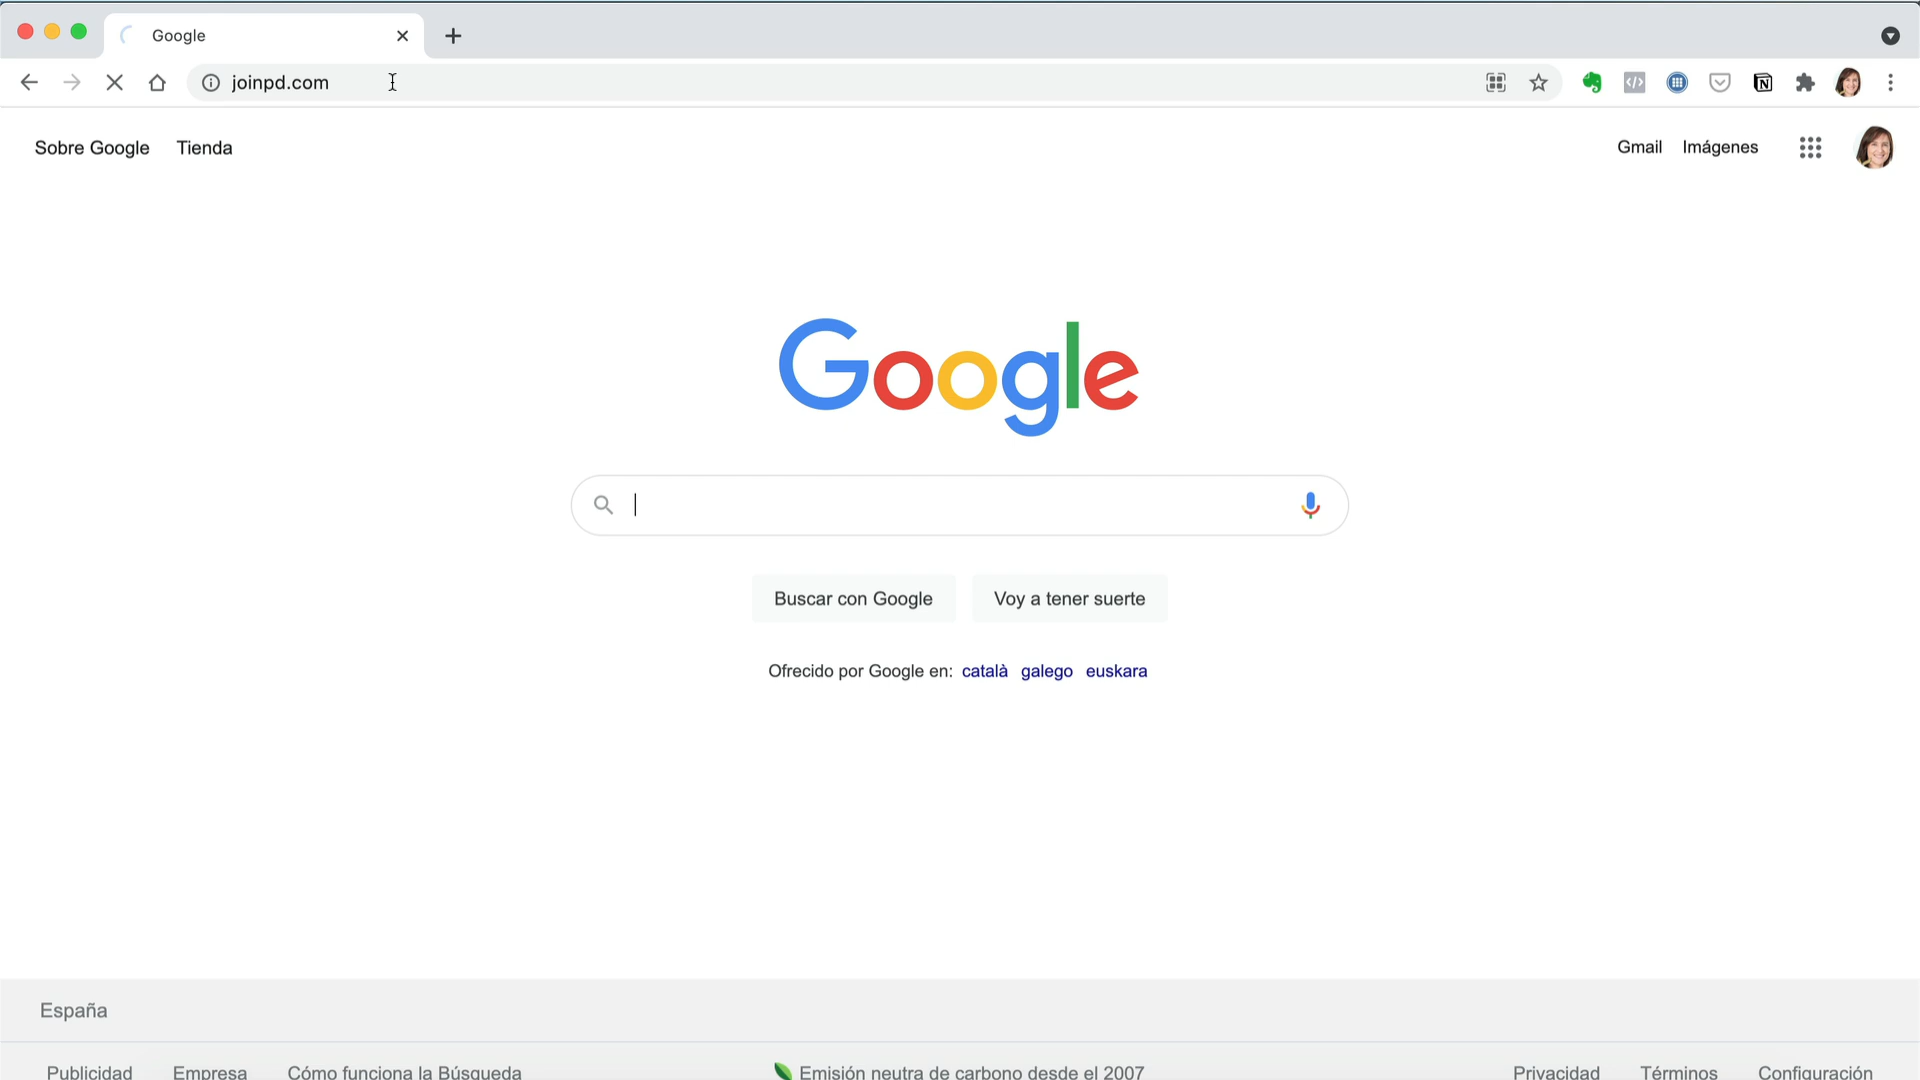 Google
joinpd.com
Sobre Google Tienda
Gmail Imágenes
Google
Buscar con Google Voy a tener suerte
Ofrecido por Google en: català galego euskara
España
Publicidad Empresa Cómo funciona la Búsqueda Emisión neutra de carbono desde el 2007 Privacidad Términos Configuración